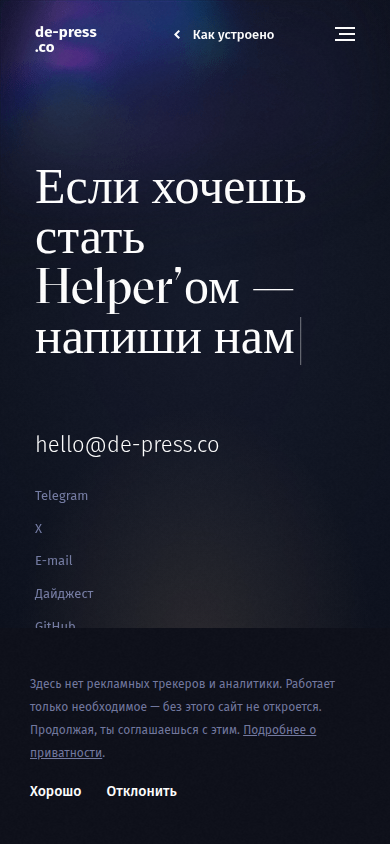 de-press
.co
Как устроено
Если хочешь
стать
Helper’ом —
напиши нам
hello@de-press.co
Telegram
X
E-mail
Дайджест
GitHub
Здесь нет рекламных трекеров и аналитики. Работает
только необходимое — без этого сайт не откроется.
Продолжая, ты соглашаешься с этим. Подробнее о
приватности.
Хорошо Отклонить